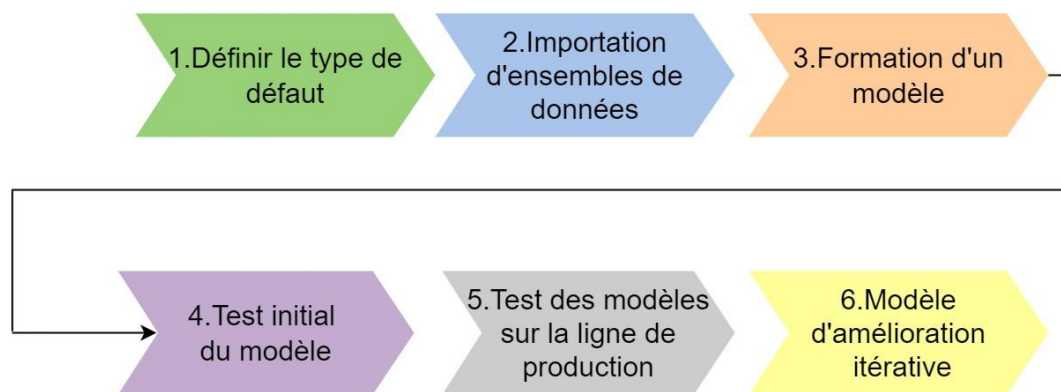 1.Définir le type de
défaut
2.Importation
d'ensembles de
données
3.Formation d'un
modèle
4.Test initial
du modèle
5.Test des modèles
sur la ligne de
production
6.Modèle
d'amélioration
itérative